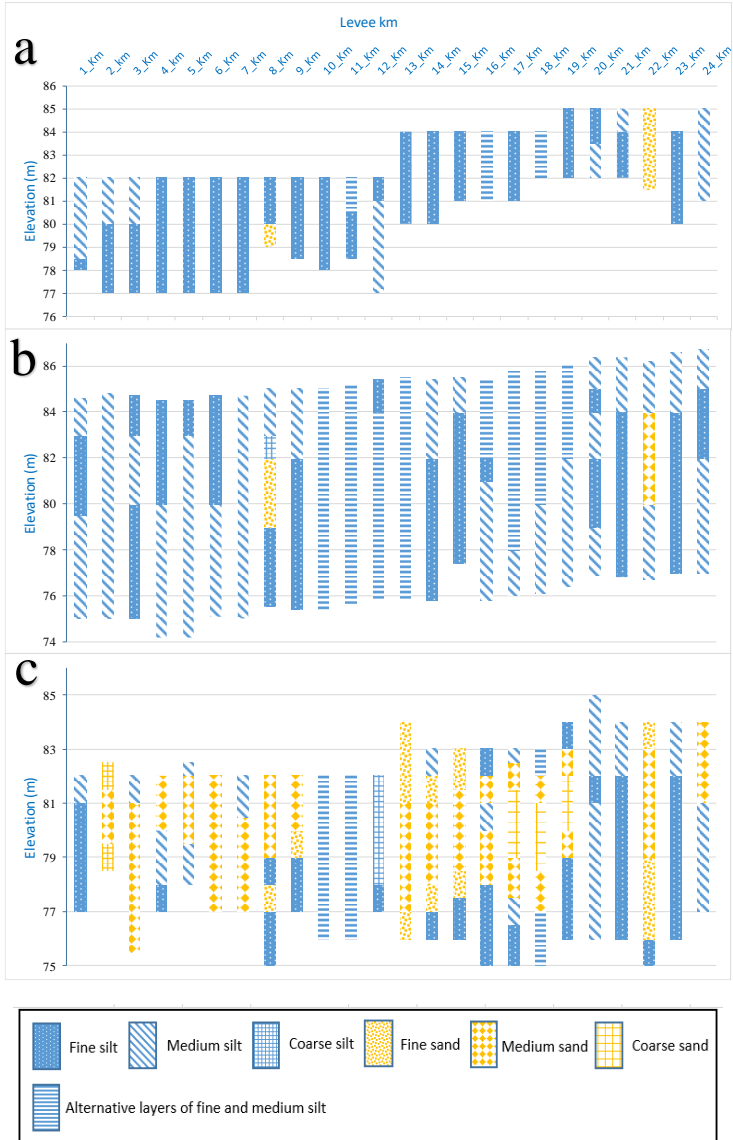 Levee km
a
1_Km 2_km 3_Km 4_km 5_Km 6_Km 7_Km 8_Km 9_Km 10_Km 11_Km 12_Km 13_Km 14_Km 15_Km 16_Km 17_Km 18_Km 19_Km 20_Km 21_Km 22_Km 23_Km 24_Km
86
85
84
83
82
81
80
79
78
77
76
Elevation (m)
b
86
84
82
80
78
76
74
Elevation (m)
c
85
83
81
79
77
75
Elevation (m)
Fine silt Medium silt Coarse silt Fine sand Medium sand Coarse sand
Alternative layers of fine and medium silt